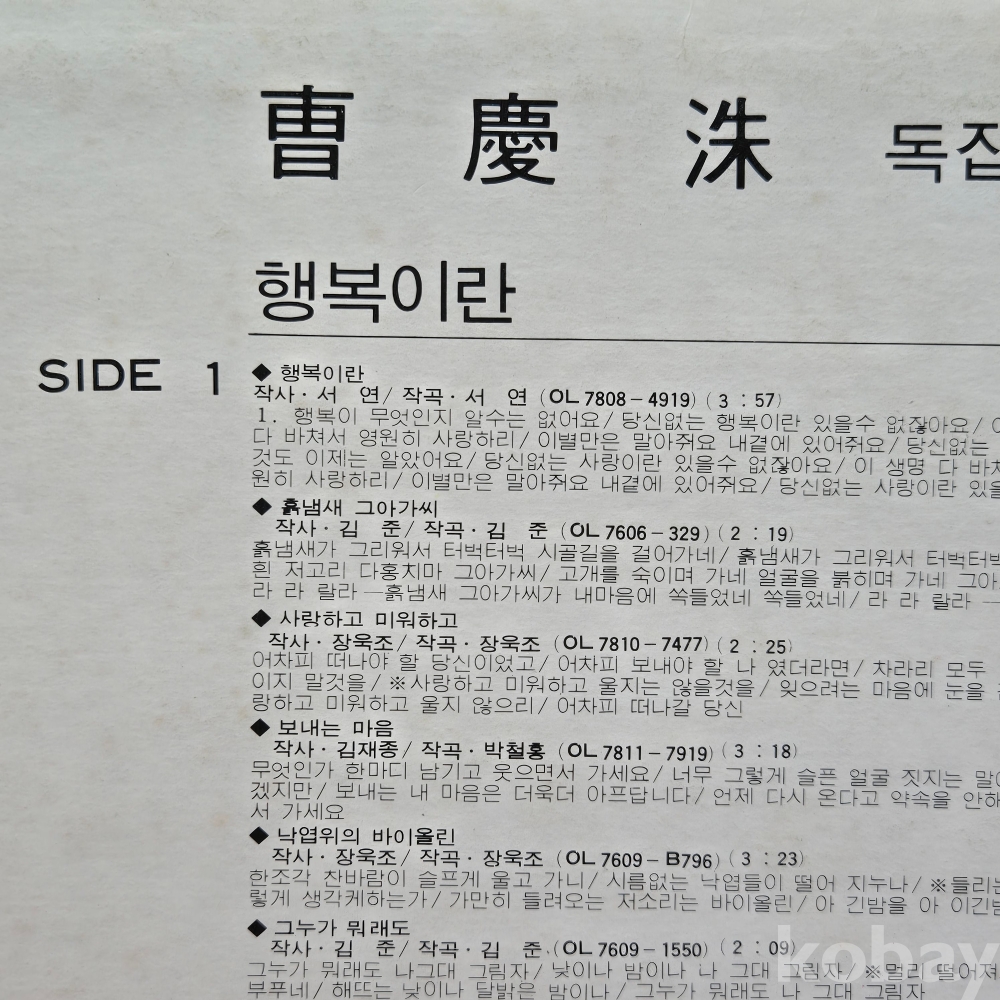 曺慶洙 독집
행복이란
SIDE 1
◆ 행복이란
작사·서 연/ 작곡·서 연 (OL 7808-4919) (3 : 57)
1. 행복이 무엇인지 알수는 없어요/ 당신없는 행복이란 있을수 없잖아요/
다 바쳐서 영원히 사랑하리/ 이별만은 말아줘요 내곁에 있어줘요/ 당신없는
것도 이제는 알았어요/ 당신없는 사랑이란 있을수 없잖아요/ 이 생명 다 바쳐
원히 사랑하리/ 이별만은 말아줘요 내곁에 있어줘요/ 당신없는 사랑이란 있을
◆ 흙냄새 그아가씨
작사·김 준/ 작곡·김 준 (OL 7606-329) (2 : 19)
흙냄새가 그리워서 터벅터벅 시골길을 걸어가네/ 흙냄새가 그리워서 터벅터벅
흰 저고리 다홍치마 그아가씨/ 고개를 숙이며 가네 얼굴을 붉히며 가네 그아
라 라 랄라—흙냄새 그아가씨가 내마음에 쏙들었네 쏙들었네/ 라 라 랄라 —
◆ 사랑하고 미워하고
작사·장욱조/ 작곡·장욱조 (OL 7810-7477) (2 : 25)
어차피 떠나야 할 당신이었고/ 어차피 보내야 할 나 였더라면/ 차라리 모두
이지 말것을/ ※사랑하고 미워하고 울지는 않을것을/ 잊으려는 마음에 눈을
랑하고 미워하고 울지 않으리/ 어차피 떠나갈 당신
◆ 보내는 마음
작사·김재종/ 작곡·박철홍 (OL 7811-7919) (3 : 18)
무엇인가 한마디 남기고 웃으면서 가세요/ 너무 그렇게 슬픈 얼굴 짓지는 말아
겠지만/ 보내는 내 마음은 더욱더 아프답니다/ 언제 다시 온다고 약속을 안해
서 가세요
◆ 낙엽위의 바이올린
작사·장욱조/ 작곡·장욱조 (OL 7609-B796) (3 : 23)
한조각 찬바람이 슬프게 울고 가니/ 시름없는 낙엽들이 떨어 지누나/ ※들리는
렇게 생각케하는가/ 가만히 들려오는 저소리는 바이올린/ 아 긴밤을 아 이긴밤
◆ 그누가 뭐래도
작사·김 준/ 작곡·김 준.(OL 7609-1550) (2 : 09)
그누가 뭐래도 나그대 그림자/ 낮이나 밤이나 나 그대 그림자/ ※멀리 떨어져
부푸네/ 해뜨는 낮이나 달밝은 밤이나/ 그누가 뭐래도 나 그대 그림자
kobay